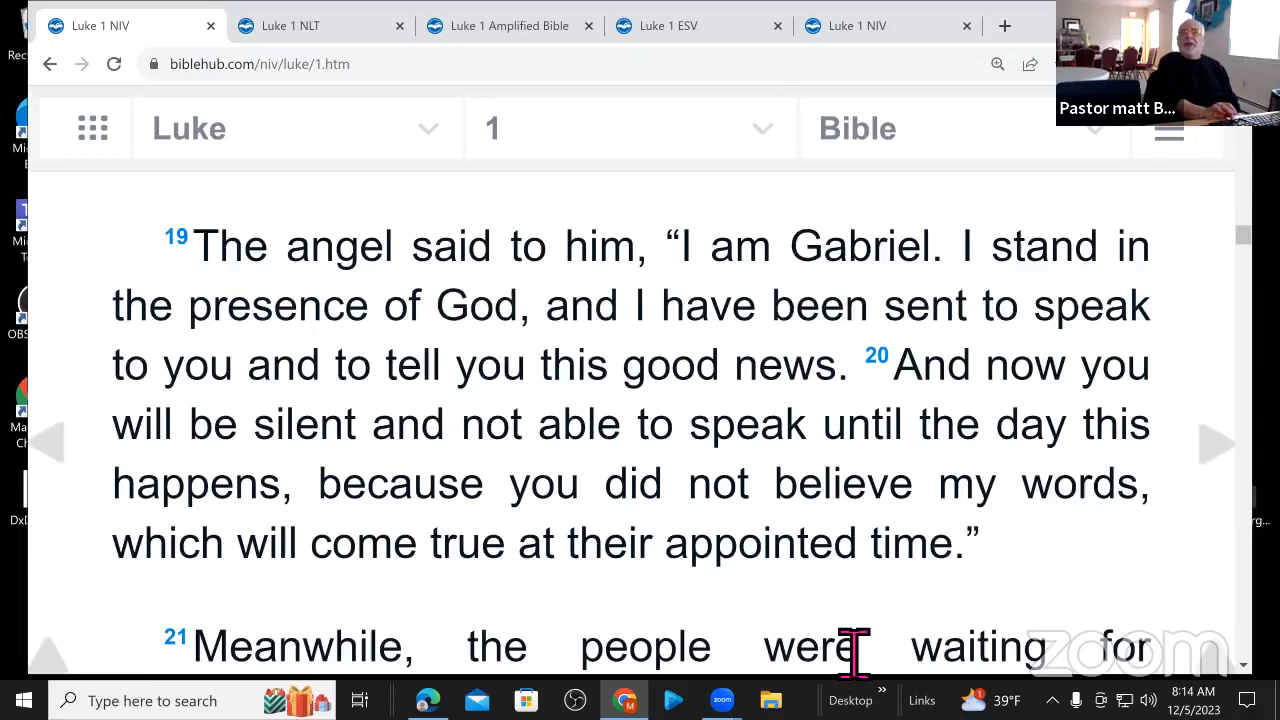 Luke 1 NIV
Luke 1 NLT
Luke 1 Amplified Bible
Luke 1 ESV
Luke 1 NIV
biblehub.com/niv/luke/1.htm
Pastor matt B...
Luke
1
Bible
19 The angel said to him, “I am Gabriel. I stand in
the presence of God, and I have been sent to speak
to you and to tell you this good news. 20 And now you
will be silent and not able to speak until the day this
happens, because you did not believe my words,
which will come true at their appointed time.”
21 Meanwhile, the people were waiting for
zoom
Type here to search
Desktop
Links
39°F
8:14 AM
12/5/2023